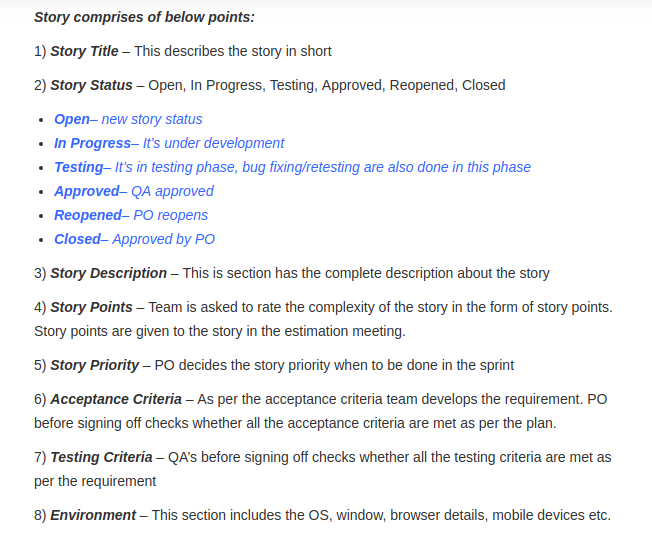 Story comprises of below points:
1) Story Title – This describes the story in short
2) Story Status – Open, In Progress, Testing, Approved, Reopened, Closed
• Open– new story status
• In Progress– It's under development
• Testing– It's in testing phase, bug fixing/retesting are also done in this phase
• Approved– QA approved
• Reopened– PO reopens
• Closed– Approved by PO
3) Story Description – This is section has the complete description about the story
4) Story Points – Team is asked to rate the complexity of the story in the form of story points.
Story points are given to the story in the estimation meeting.
5) Story Priority – PO decides the story priority when to be done in the sprint
6) Acceptance Criteria – As per the acceptance criteria team develops the requirement. PO
before signing off checks whether all the acceptance criteria are met as per the plan.
7) Testing Criteria – QA's before signing off checks whether all the testing criteria are met as
per the requirement
8) Environment – This section includes the OS, window, browser details, mobile devices etc.